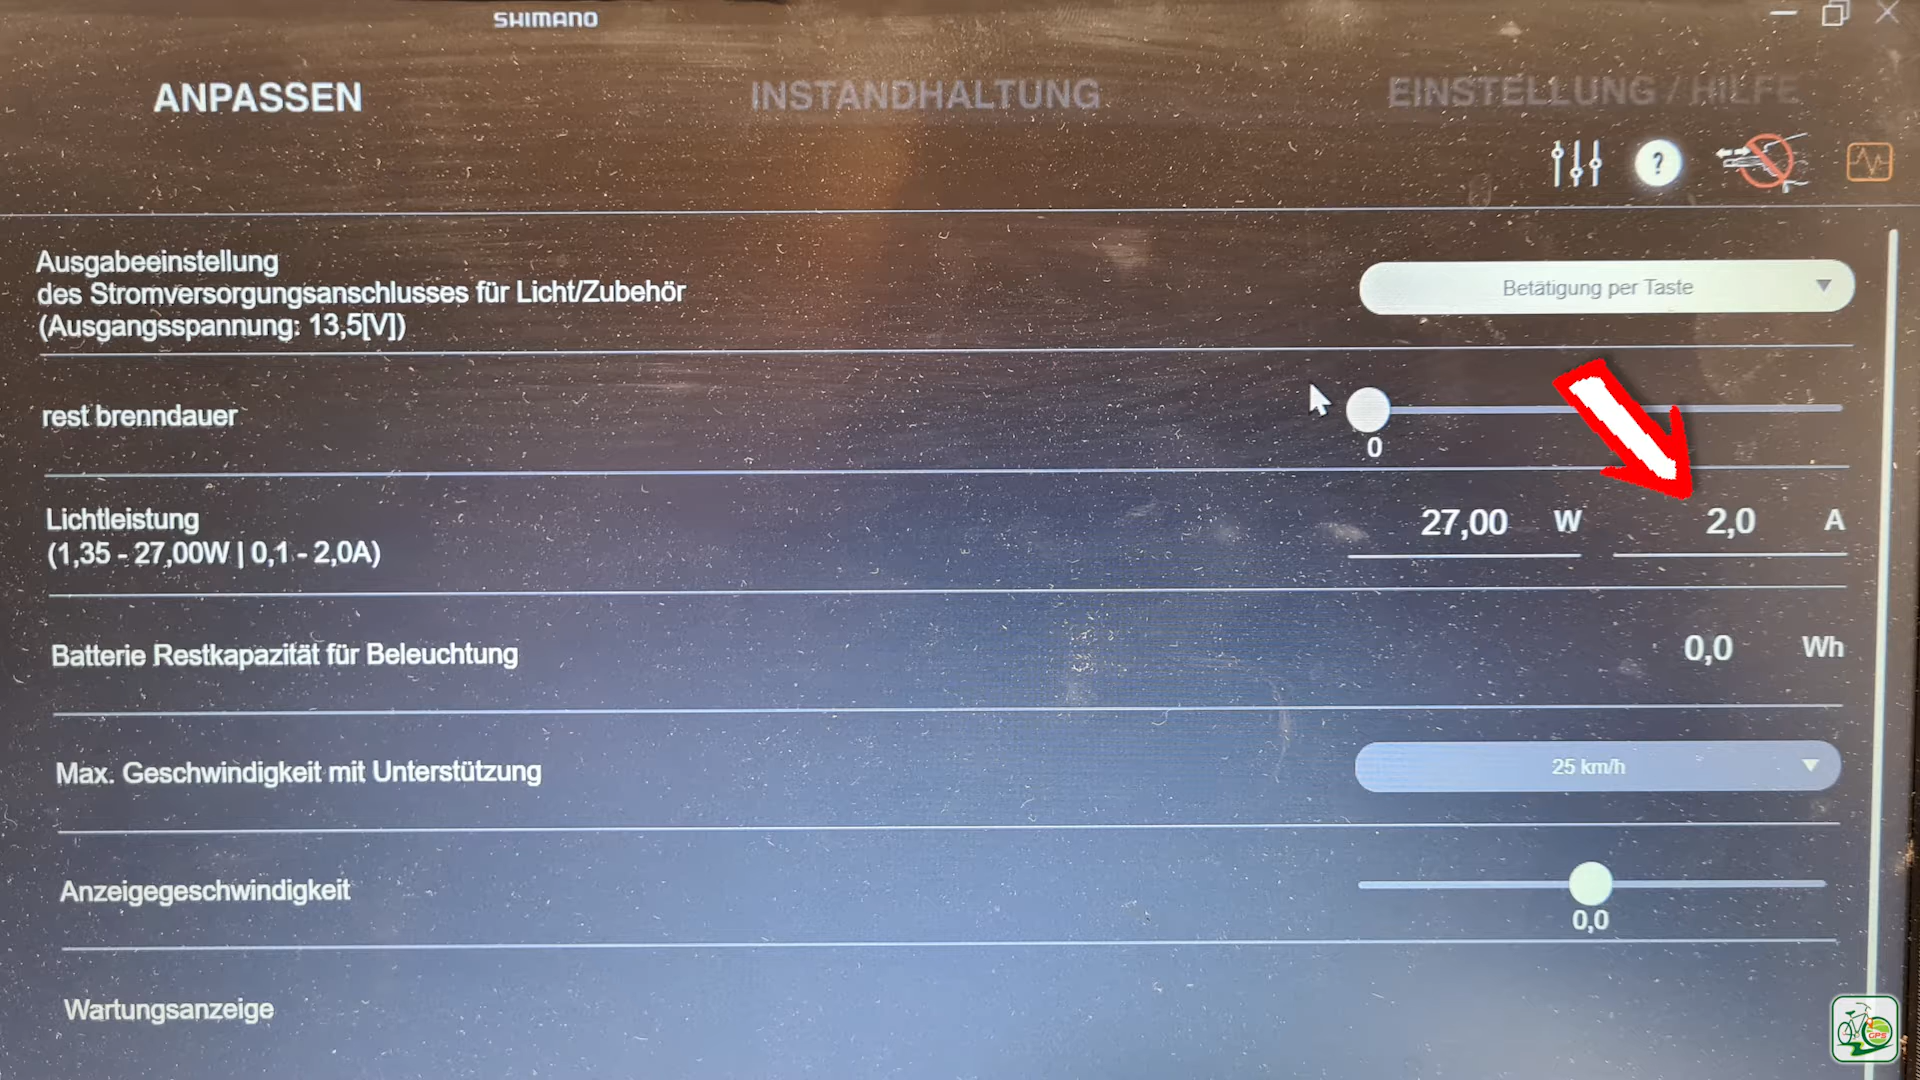 SHIMANO
ANPASSEN
INSTANDHALTUNG
EINSTELLUNG / HILFE
?
Ausgabeeinstellung
des Stromversorgungsanschlusses für Licht/Zubehör
(Ausgangsspannung: 13,5[V])
Betätigung per Taste
rest brenndauer
0
Lichtleistung
(1,35 - 27,00W | 0,1 - 2,0A)
27,00 W
2,0 A
Batterie Restkapazität für Beleuchtung
0,0 Wh
Max. Geschwindigkeit mit Unterstützung
25 km/h
Anzeigegeschwindigkeit
0,0
Wartungsanzeige
GPS